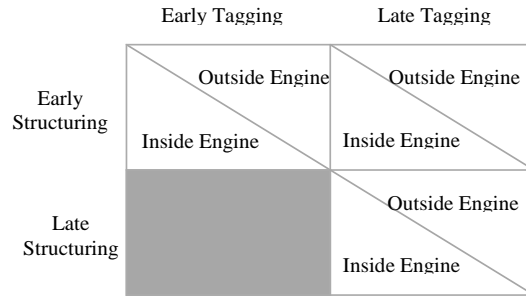 Early Tagging Late Tagging
Outside Engine Outside Engine
Early
Structuring
Inside Engine Inside Engine
Outside Engine
Late
Structuring
Inside Engine